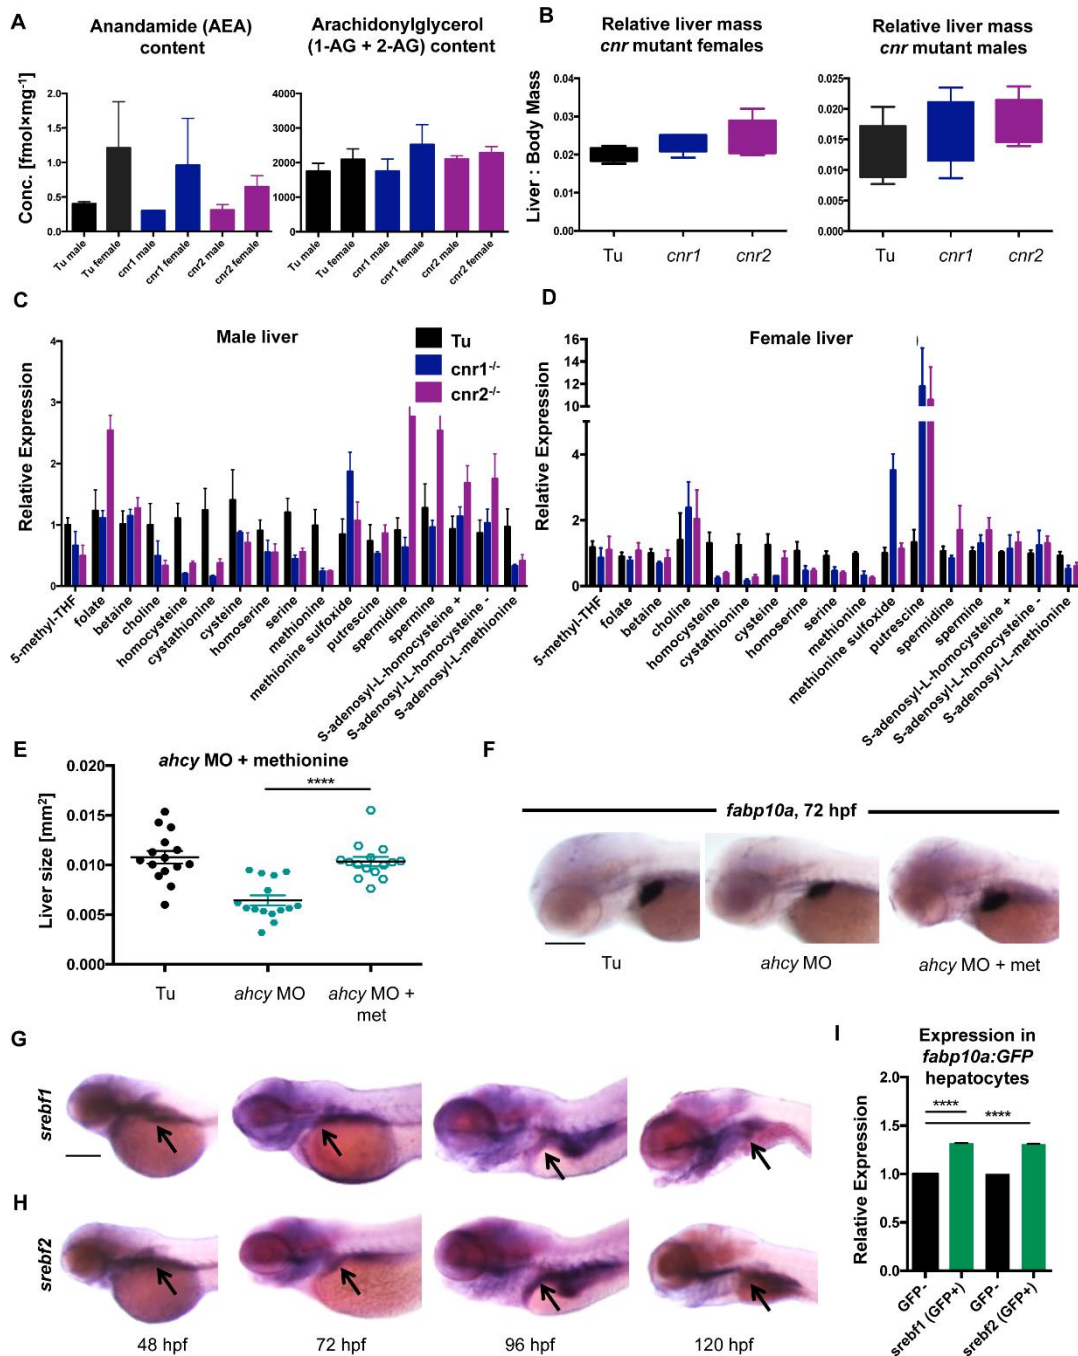 A
Anandamide (AEA)
content
Arachidonylglycerol
(1-AG + 2-AG) content
Conc. [fmol×mg⁻¹]
2.0
1.5
1.0
0.5
0.0
Tu male
Tu female
cnr1 male
cnr1 female
cnr2 male
cnr2 female
4000
3000
2000
1000
0
Tu male
Tu female
cnr1 male
cnr1 female
cnr2 male
cnr2 female
B
Relative liver mass
cnr mutant females
Relative liver mass
cnr mutant males
Liver : Body Mass
0.04
0.03
0.02
0.01
0.00
Tu
cnr1
cnr2
0.025
0.020
0.015
0.010
0.005
0.00
Tu
cnr1
cnr2
C
Male liver
Tu
cnr1-/-
cnr2-/-
Relative Expression
4
3
2
1
0
5-methyl-THF
folate
betaine
choline
homocysteine
cystathionine
cysteine
homoserine
serine
methionine
methionine sulfoxide
putrescine
spermidine
spermine
S-adenosyl-L-homocysteine +
S-adenosyl-L-homocysteine -
S-adenosyl-L-methionine
D
Female liver
Relative Expression
16
14
12
10
4
2
0
5-methyl-THF
folate
betaine
choline
homocysteine
cystathionine
cysteine
homoserine
serine
methionine
methionine sulfoxide
putrescine
spermidine
spermine
S-adenosyl-L-homocysteine +
S-adenosyl-L-homocysteine -
S-adenosyl-L-methionine
E
ahcy MO + methionine
****
Liver size [mm²]
0.020
0.015
0.010
0.005
0.000
Tu
ahcy MO
ahcy MO +
met
F
fabp10a, 72 hpf
Tu
ahcy MO
ahcy MO + met
G
srebf1
H
srebf2
48 hpf
72 hpf
96 hpf
120 hpf
I
Expression in
fabp10a:GFP
hepatocytes
Relative Expression
2.0
1.5
1.0
0.5
0.0
****
****
GFP-
srebf1 (GFP+)
GFP-
srebf2 (GFP+)